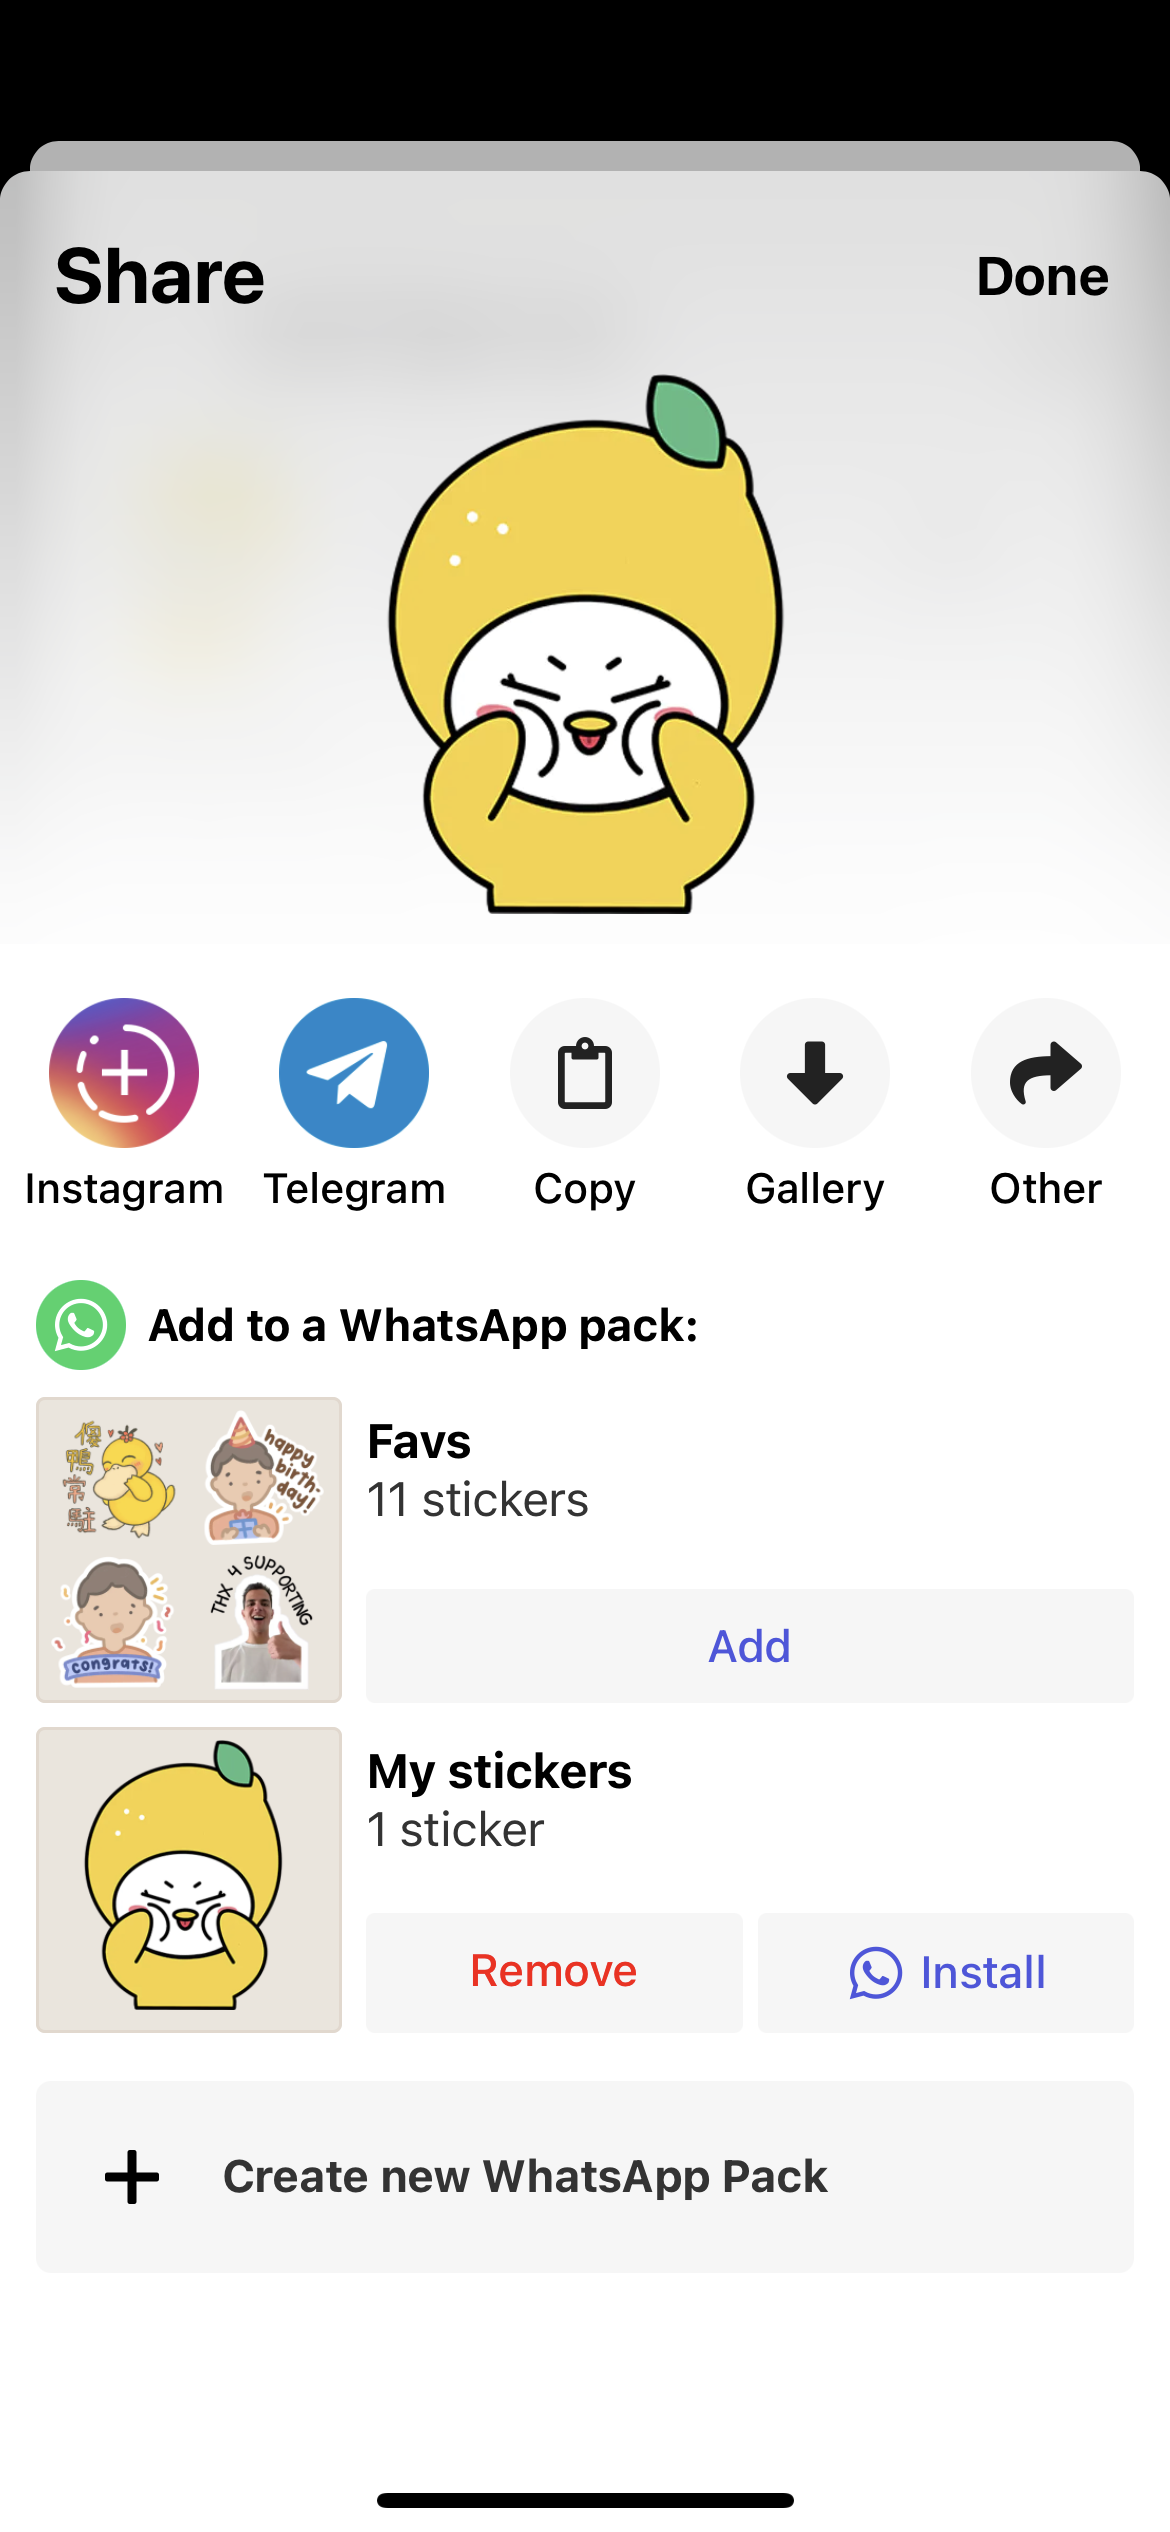 Share
Done
Instagram
Telegram
Copy
Gallery
Other
Add to a WhatsApp pack:
傻
鴨
常
駐
happy
birth-
day!
congrats!
THX 4 SUPPORTING
Favs
11 stickers
Add
My stickers
1 sticker
Remove
Install
Create new WhatsApp Pack